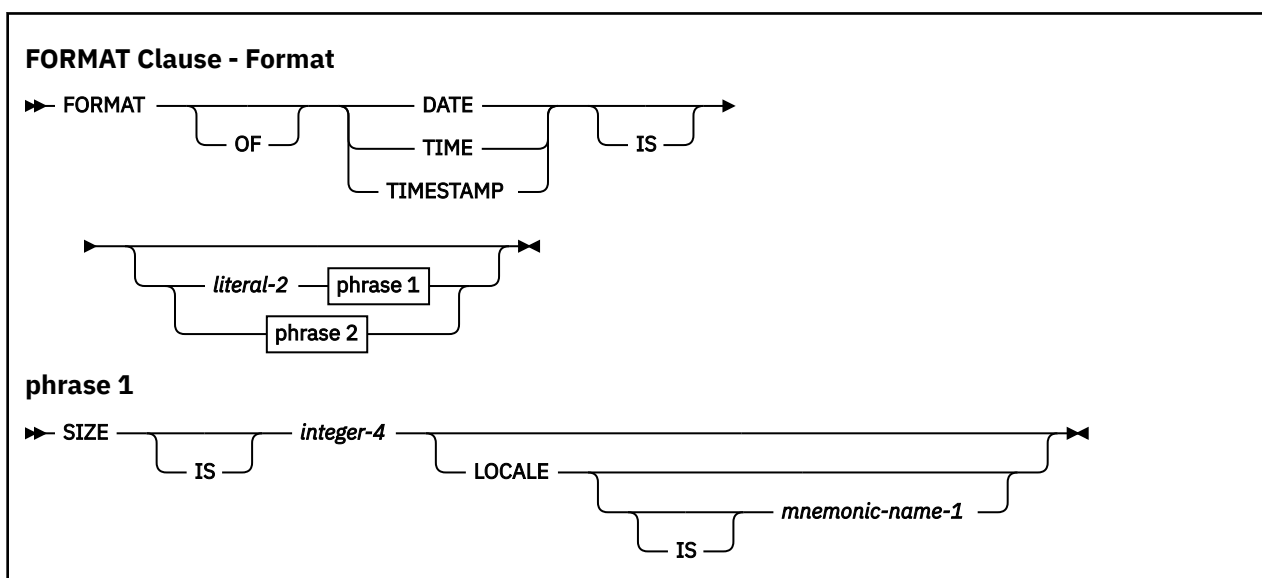 FORMAT Clause - Format
FORMAT DATE
OF TIME IS
TIMESTAMP
literal-2 phrase 1
phrase 2
phrase 1
SIZE integer-4
IS LOCALE
mnemonic-name-1
IS